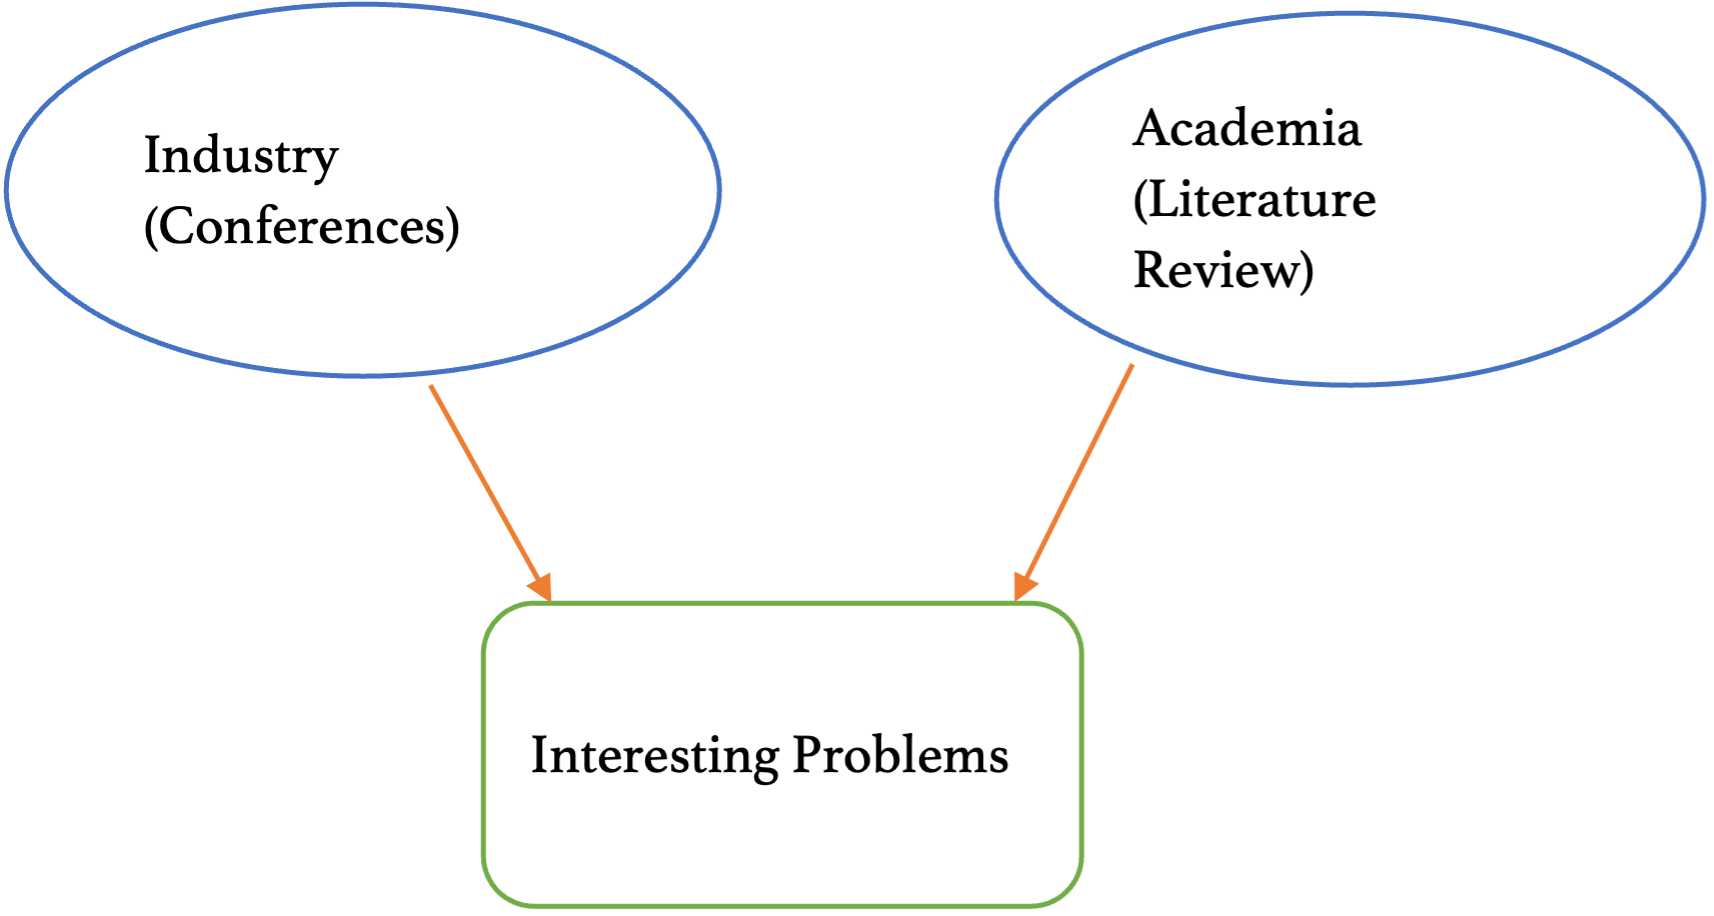 Industry
(Conferences)
Academia
(Literature
Review)
Interesting Problems